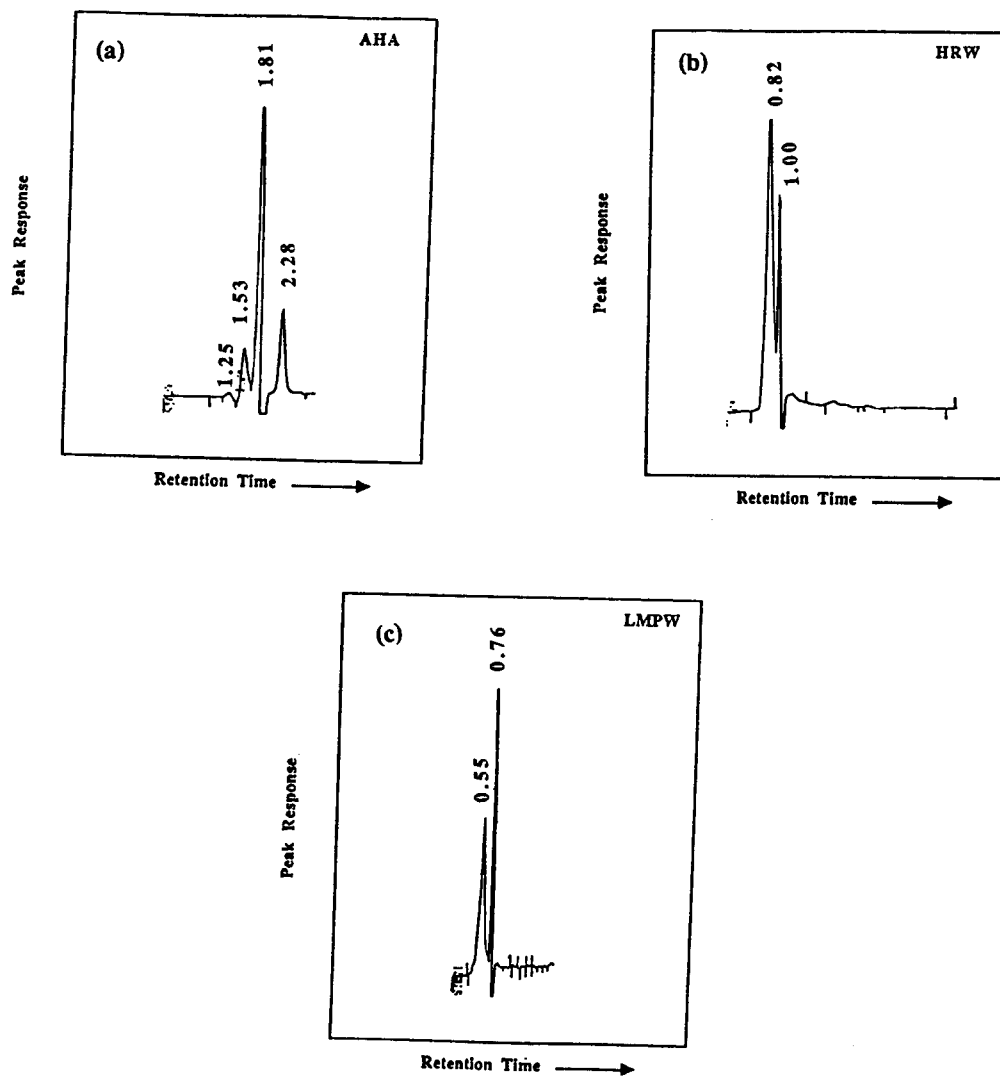 (a)
AHA
1.25
1.53
1.81
2.28
Peak Response
Retention Time
(b)
HRW
0.82
1.00
Peak Response
Retention Time
(c)
LMPW
0.55
0.76
Peak Response
Retention Time